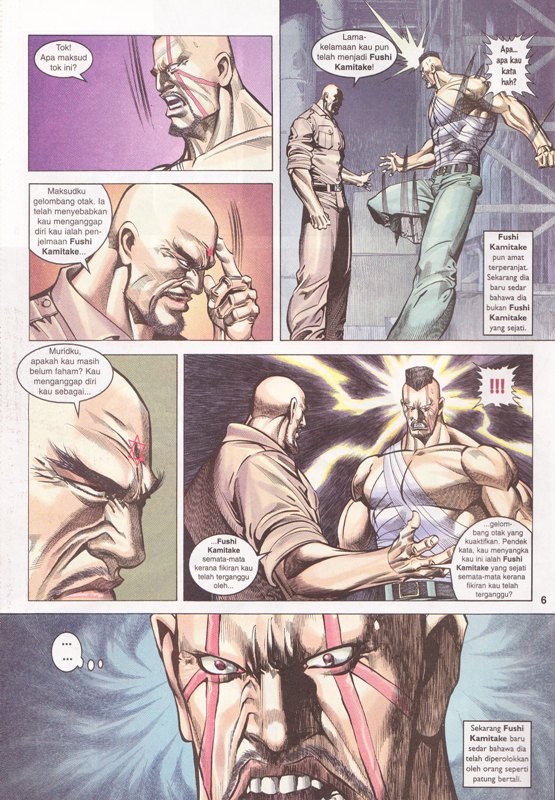 Tok!
Apa maksud
tok ini?
Lama-
kelamaan kau pun
telah menjadi Fushi
Kamitake!
Apa...
apa kau
kata
hah?
Maksudku
gelombang otak. Ia
telah menyebabkan
kau menganggap
diri kau ialah pen-
jelmaan Fushi
Kamitake...
Fushi
Kamitake
pun amat
terperanjat.
Sekarang dia
baru sedar
bahawa dia
bukan Fushi
Kamitake
yang sejati.
Muridku,
apakah kau masih
belum faham? Kau
menganggap diri
kau sebagai...
!!!
...Fushi
Kamitake
semata-mata
kerana fikiran kau
telah terganggu
oleh...
...gelom-
bang otak yang
kuaktifkan. Pendek
kata, kau menyangka
kau ini ialah Fushi
Kamitake yang sejati
semata-mata kerana
fikiran kau telah
terganggu?
6
...
...
Sekarang Fushi
Kamitake baru
sedar bahawa dia
telah diperolokkan
oleh orang seperti
patung bertali.